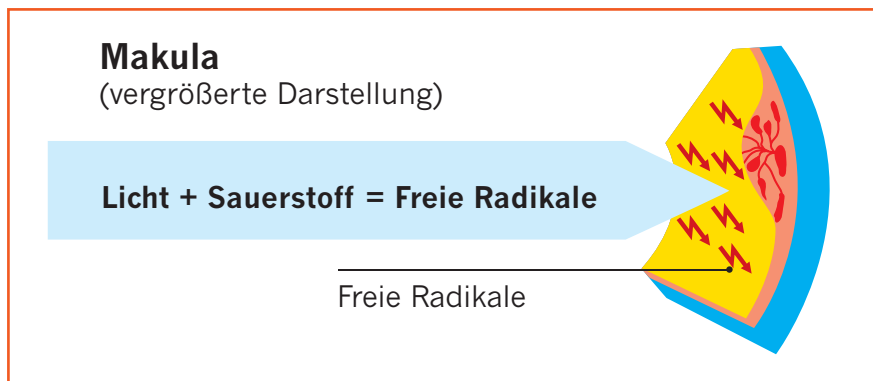 Makula
(vergrößerte Darstellung)
Licht + Sauerstoff = Freie Radikale
Freie Radikale